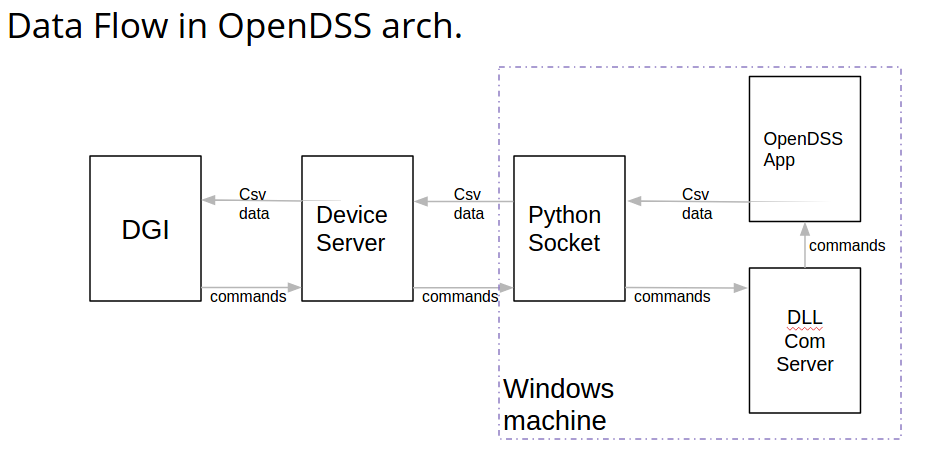 Data Flow in OpenDSS arch.
OpenDSS
App
Csv
data
Csv
data
Csv
data
DGI
Device
Server
Python
Socket
commands
commands
commands
commands
DLL
Com
Server
Windows
machine